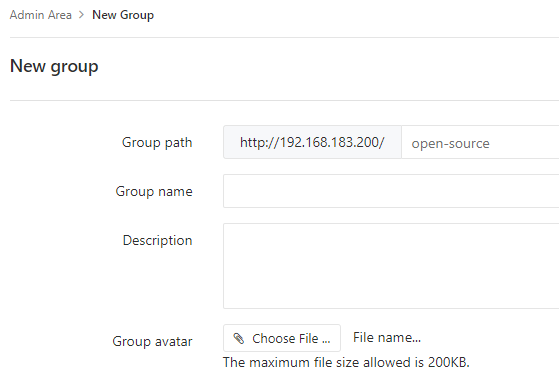 Admin Area > New Group
New group
Group path http://192.168.183.200/ open-source
Group name
Description
Group avatar Choose File ... File name...
The maximum file size allowed is 200KB.